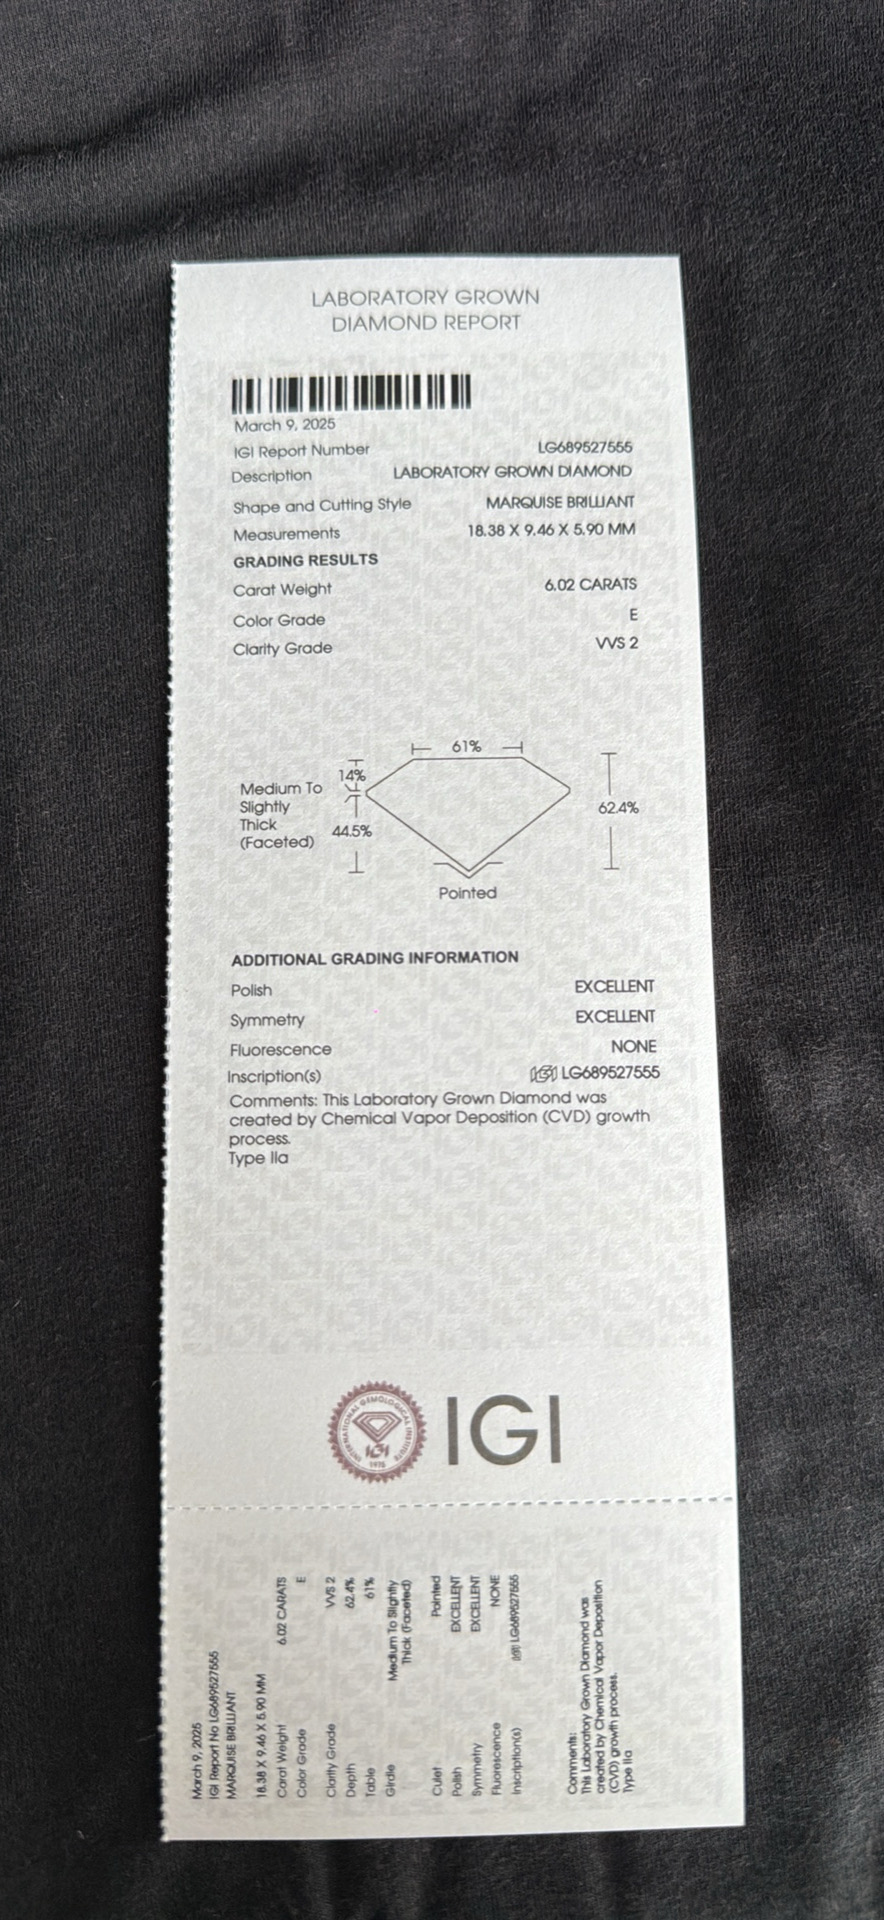 LABORATORY GROWN
DIAMOND REPORT
March 9, 2025
IGI Report Number LG689527555
Description LABORATORY GROWN DIAMOND
Shape and Cutting Style MARQUISE BRILLIANT
Measurements 18.38 X 9.46 X 5.90 MM
GRADING RESULTS
Carat Weight 6.02 CARATS
Color Grade E
Clarity Grade VVS 2
61%
14%
Medium To
Slightly
Thick
(Faceted)
44.5%
62.4%
Pointed
ADDITIONAL GRADING INFORMATION
Polish EXCELLENT
Symmetry EXCELLENT
Fluorescence NONE
Inscription(s) IGI LG689527555
Comments: This Laboratory Grown Diamond was
created by Chemical Vapor Deposition (CVD) growth
process.
Type IIa
INTERNATIONAL GEMOLOGICAL INSTITUTE
IGI
1975
IGI
March 9, 2025
IGI Report No LG689527555
MARQUISE BRILLIANT
18.38 X 9.46 X 5.90 MM
Carat Weight 6.02 CARATS
Color Grade E
Clarity Grade VVS 2
Depth 62.4%
Table 61%
Girdle Medium To Slightly
Thick (Faceted)
Culet Pointed
Polish EXCELLENT
Symmetry EXCELLENT
Fluorescence NONE
Inscription(s) IGI LG689527555
Comments:
This Laboratory Grown Diamond was
created by Chemical Vapor Deposition
(CVD) growth process.
Type IIa